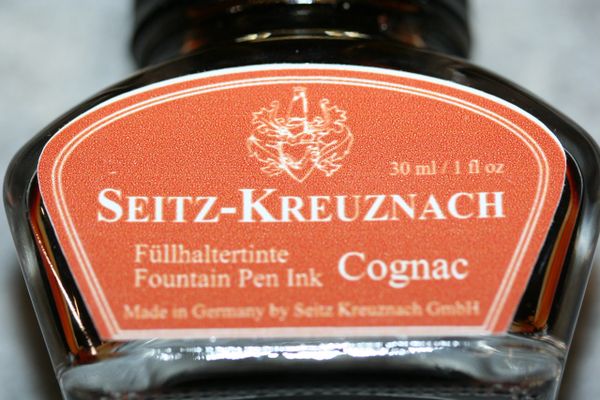 30 ml / 1 fl oz
SEITZ-KREUZNACH
Füllhaltertinte
Fountain Pen Ink Cognac
Made in Germany by Seitz Kreuznach GmbH